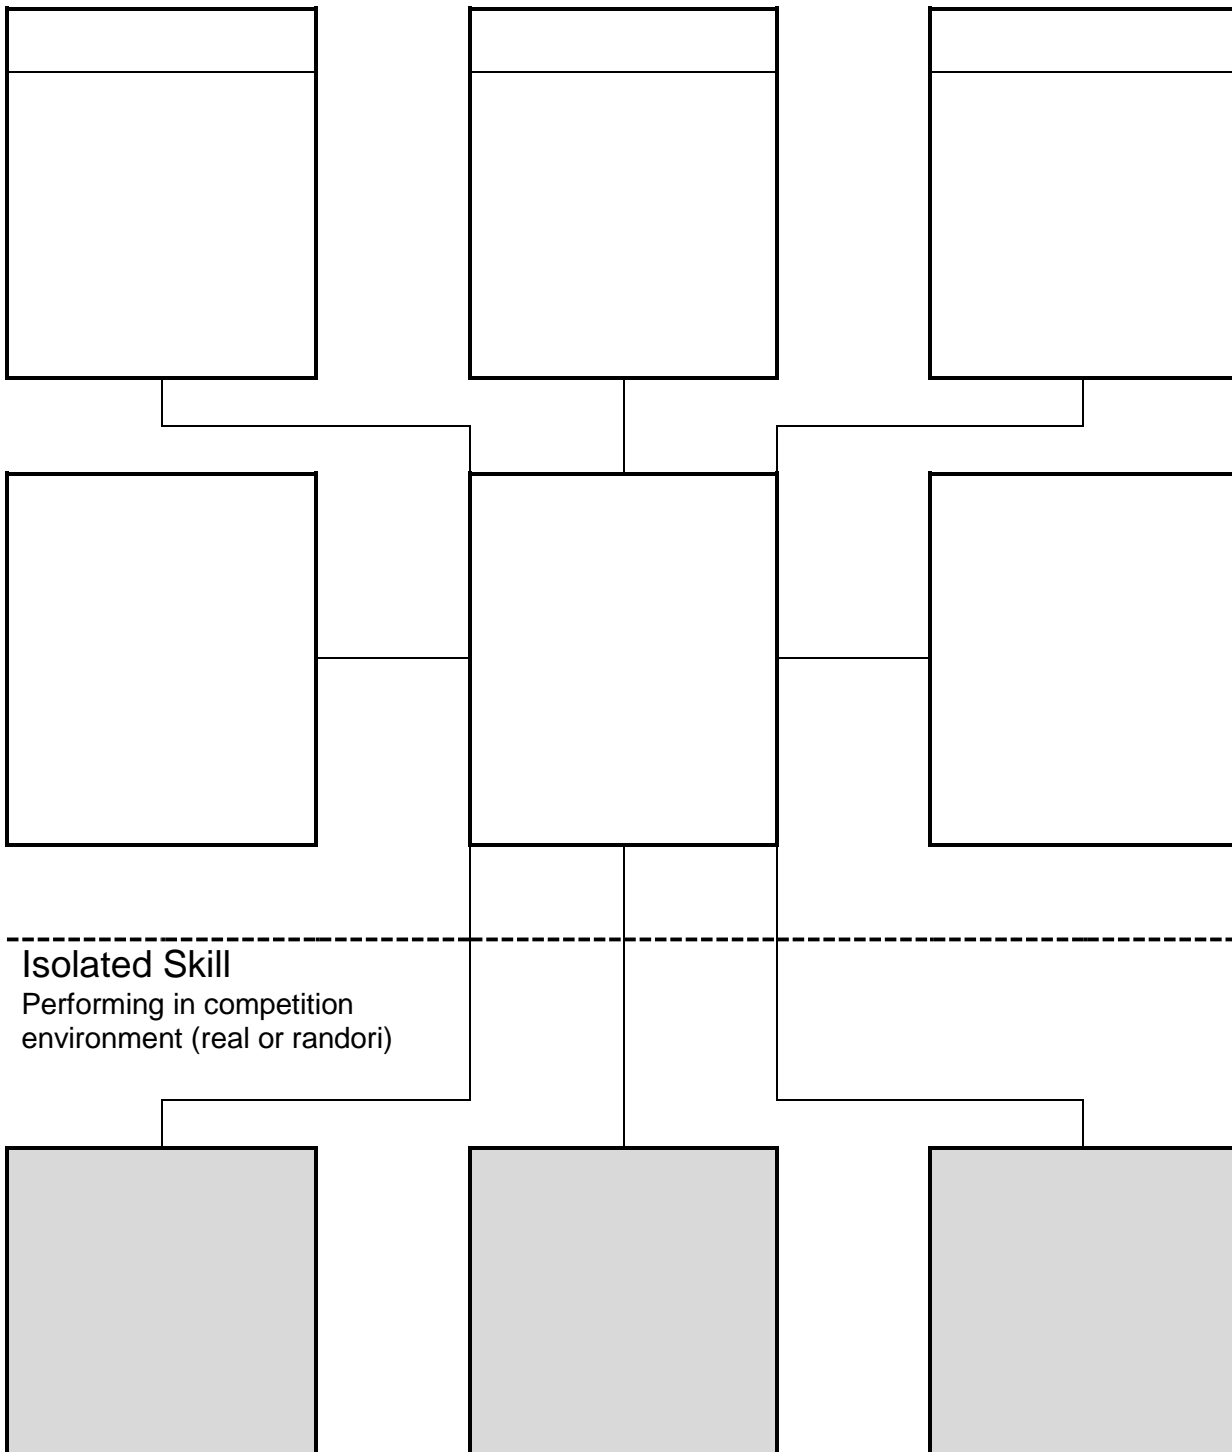 Isolated Skill
Performing in competition
environment (real or randori)